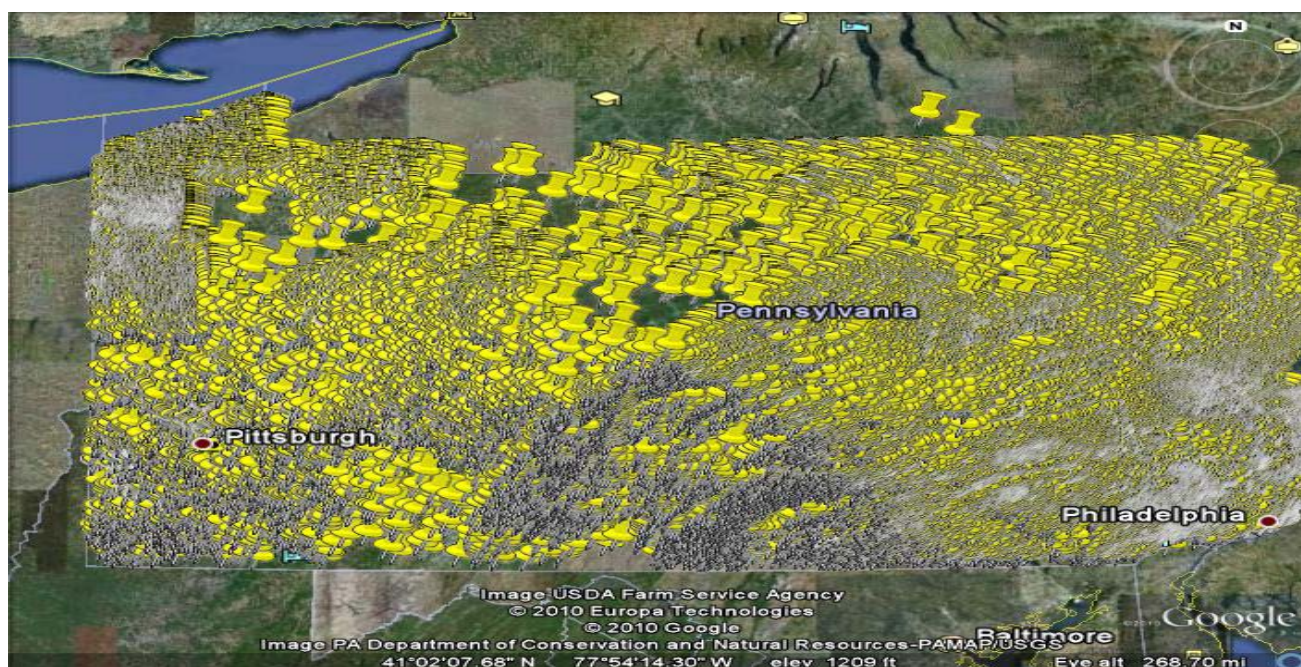 N
Pennsylvania
Pittsburgh
Philadelphia
Image USDA Farm Service Agency
© 2010 Europa Technologies
© 2010 Google
©2010 Google
Image PA Department of Conservation and Natural Resources-PAMAP/USGS
Baltimore
41°02'07.68" N 77°54'14.30" W elev 1209 ft Eye alt 268.70 mi